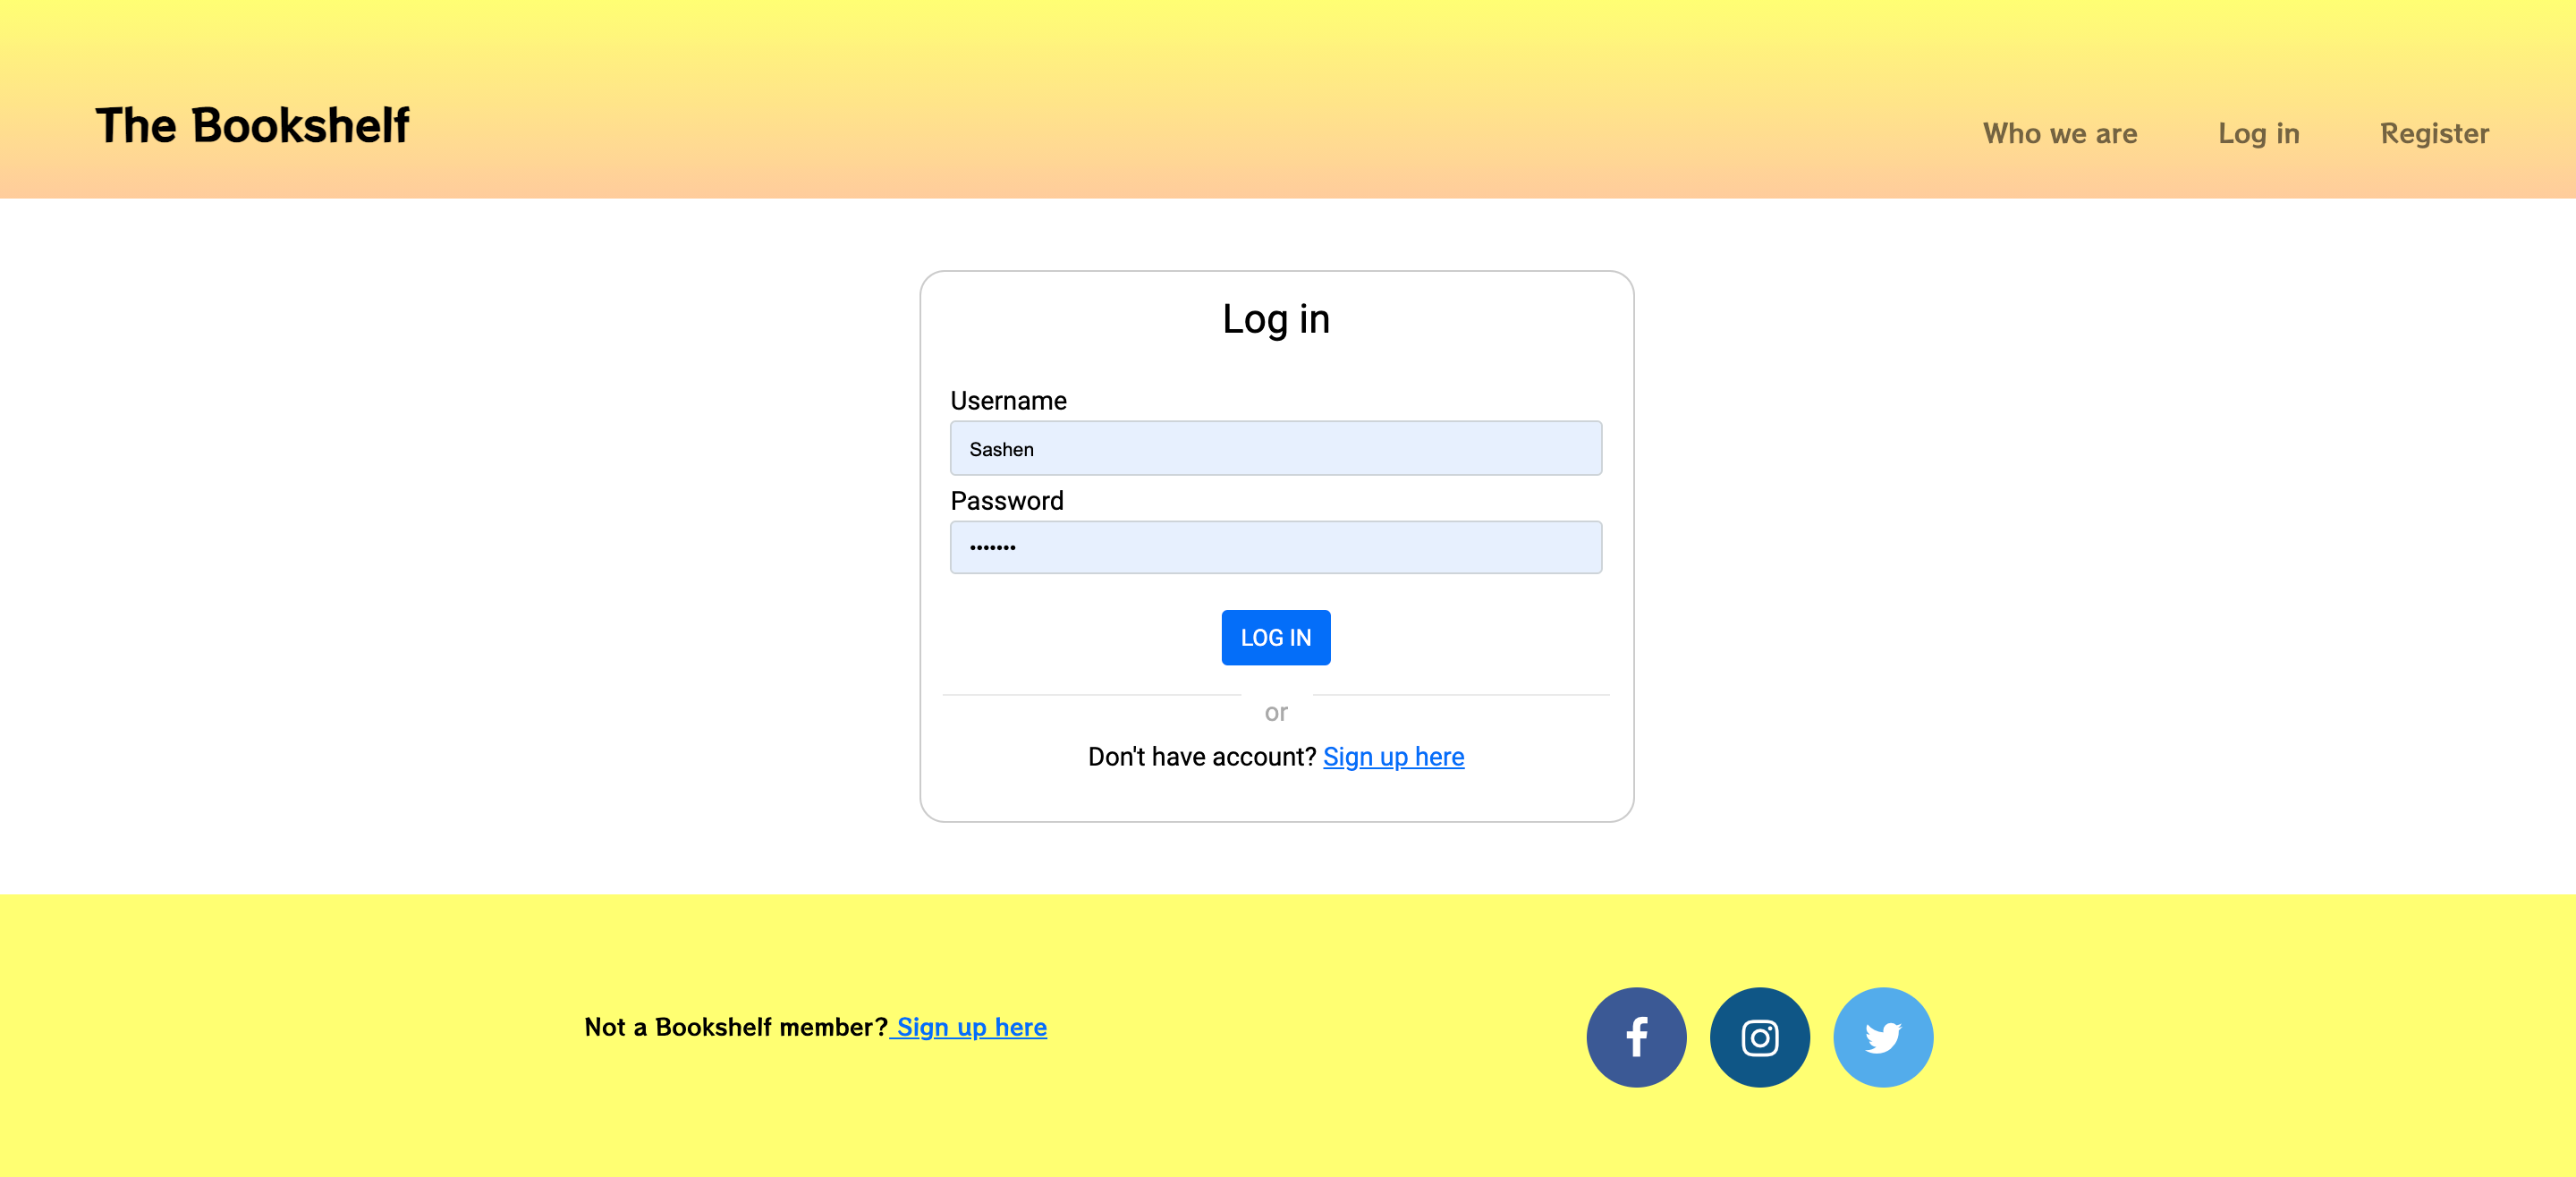 The Bookshelf
Who we are Log in Register
Log in
Username
Sashen
Password
•••••••
LOG IN
or
Don't have account? Sign up here
Not a Bookshelf member? Sign up here